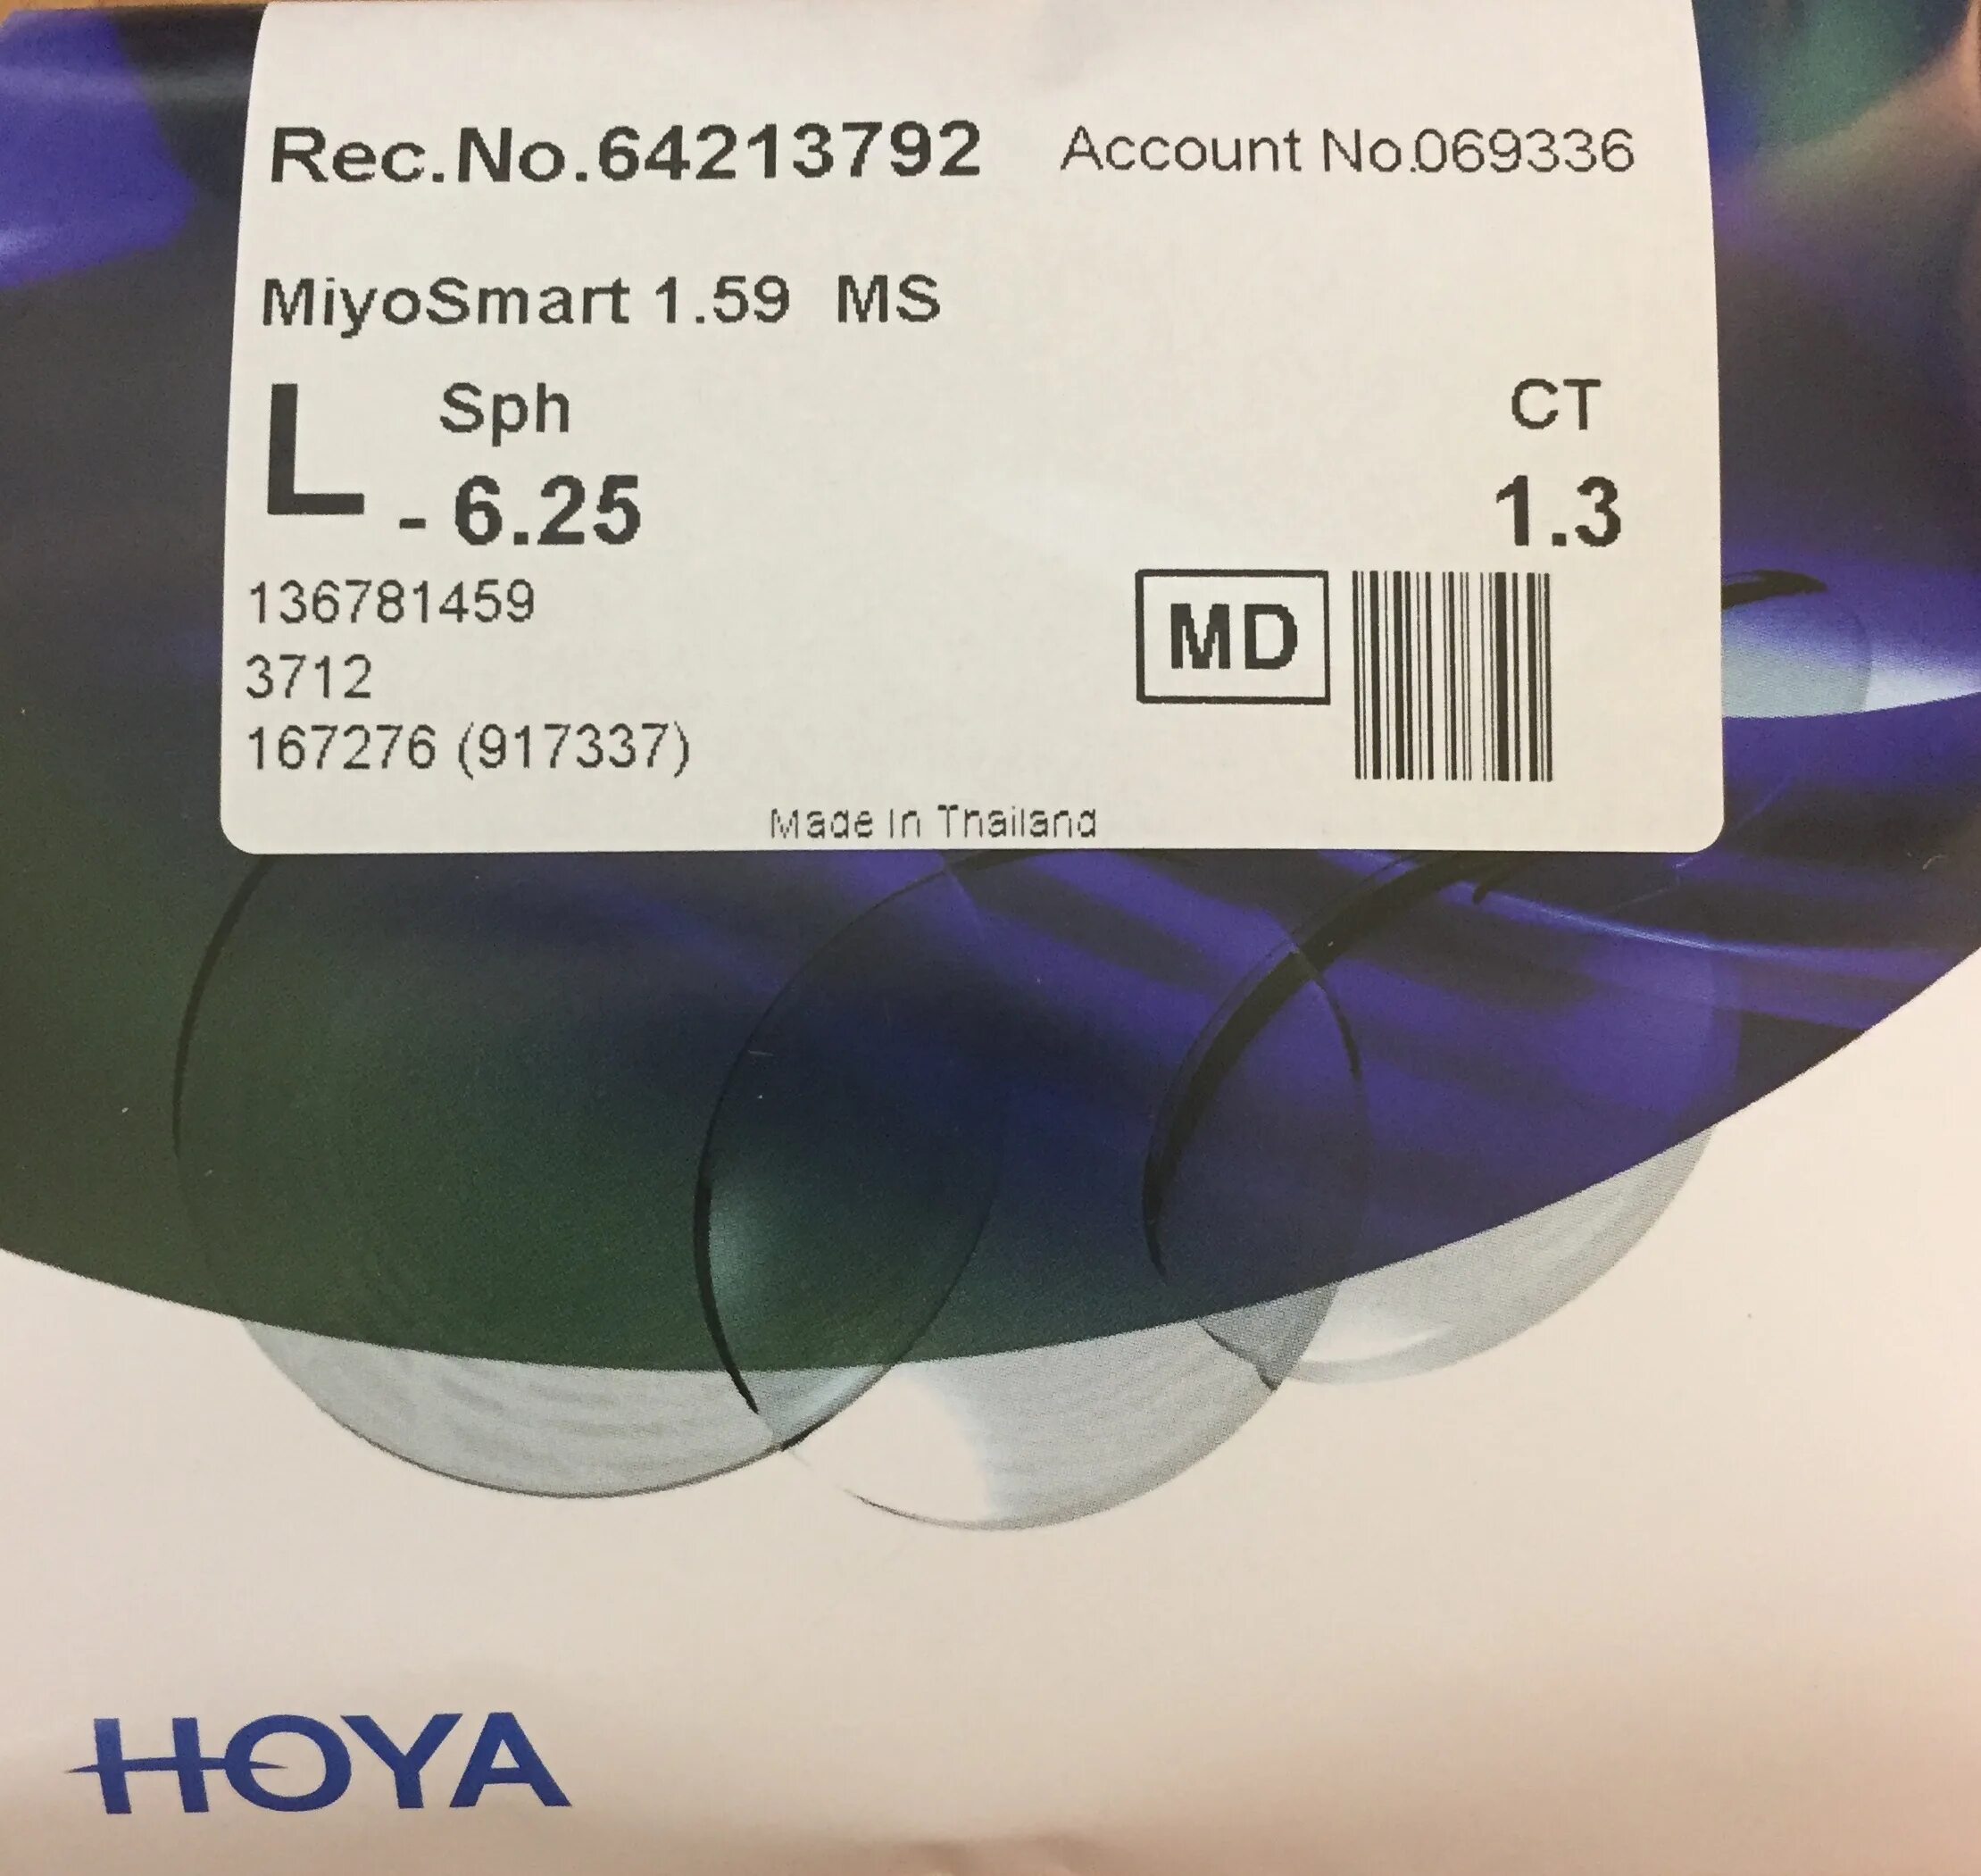 Rec.No.64213792 Account No.069336
MiyoSmart 1.59 MS
L Sph CT
- 6.25 1.3
136781459
3712
167276 (917337)
MD
Made In Thailand
HOYA